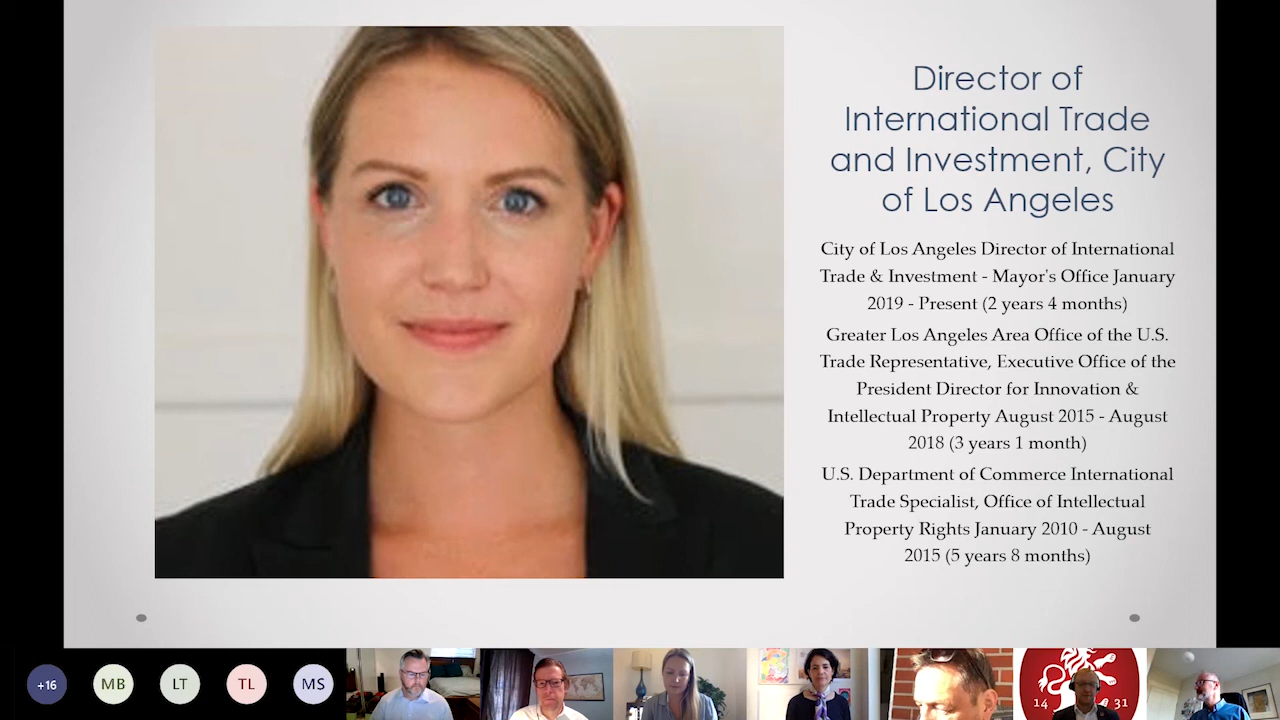 Director of
International Trade
and Investment, City
of Los Angeles
City of Los Angeles Director of International
Trade & Investment - Mayor's Office January
2019 - Present (2 years 4 months)
Greater Los Angeles Area Office of the U.S.
Trade Representative, Executive Office of the
President Director for Innovation &
Intellectual Property August 2015 - August
2018 (3 years 1 month)
U.S. Department of Commerce International
Trade Specialist, Office of Intellectual
Property Rights January 2010 - August
2015 (5 years 8 months)
+16 MB LT TL MS
14 31